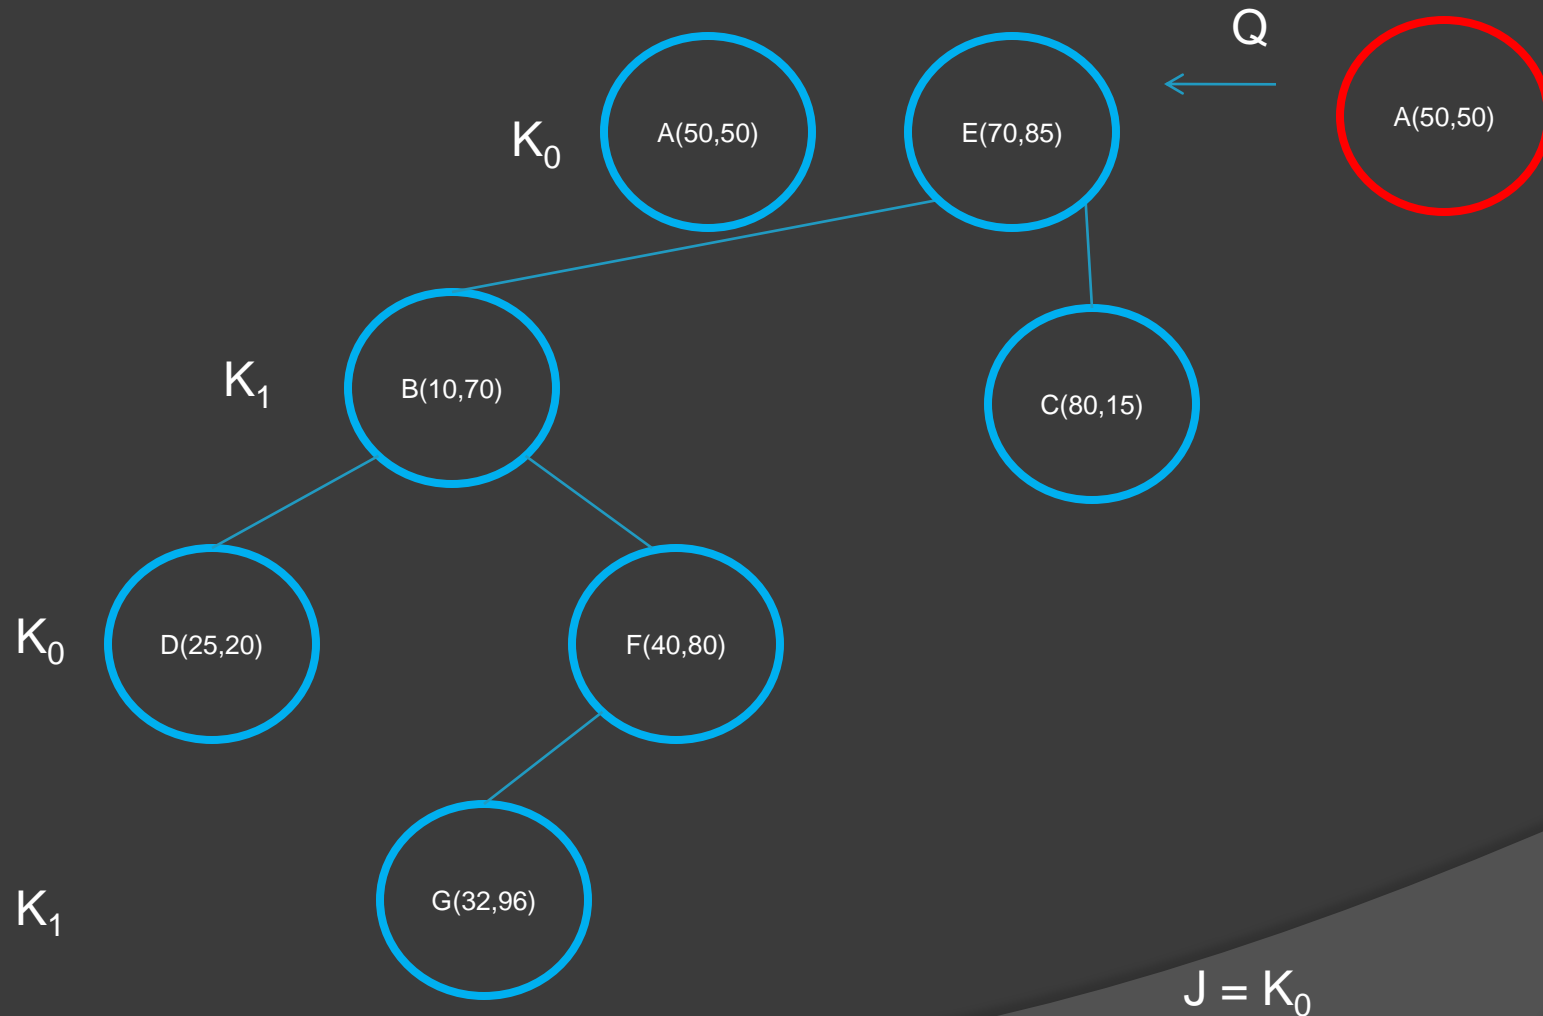 Q
K₀ A(50,50) E(70,85) A(50,50)
K₁ B(10,70) C(80,15)
K₀ D(25,20) F(40,80)
K₁ G(32,96)
J = K₀